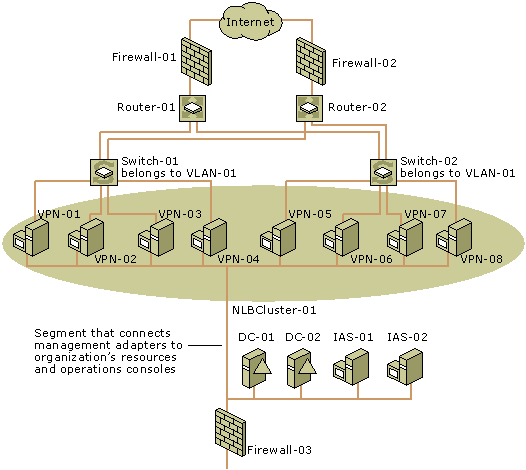 Internet
Firewall-01
Firewall-02
Router-01
Router-02
Switch-01
belongs to VLAN-01
Switch-02
belongs to VLAN-01
VPN-01
VPN-03
VPN-05
VPN-07
VPN-02
VPN-04
VPN-06
VPN-08
NLBCluster-01
Segment that connects
management adapters to
organization's resources
and operations consoles
DC-01
DC-02
IAS-01
IAS-02
Firewall-03